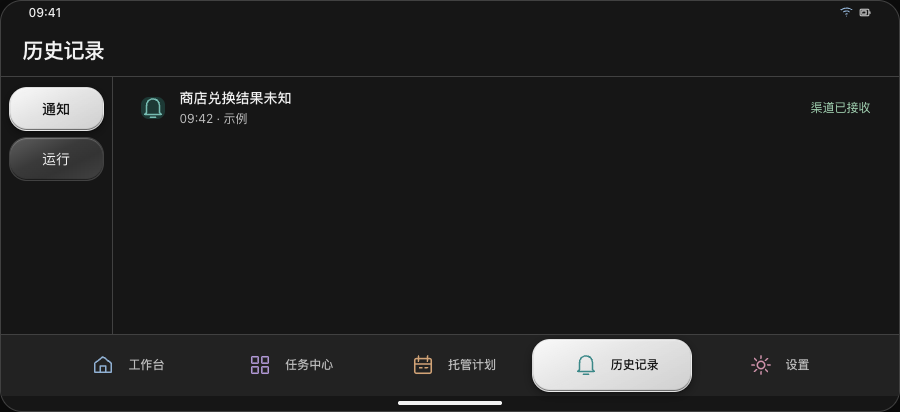 09:41
历史记录
通知
运行
商店兑换结果未知
09:42 · 示例
渠道已接收
工作台
任务中心
托管计划
历史记录
设置